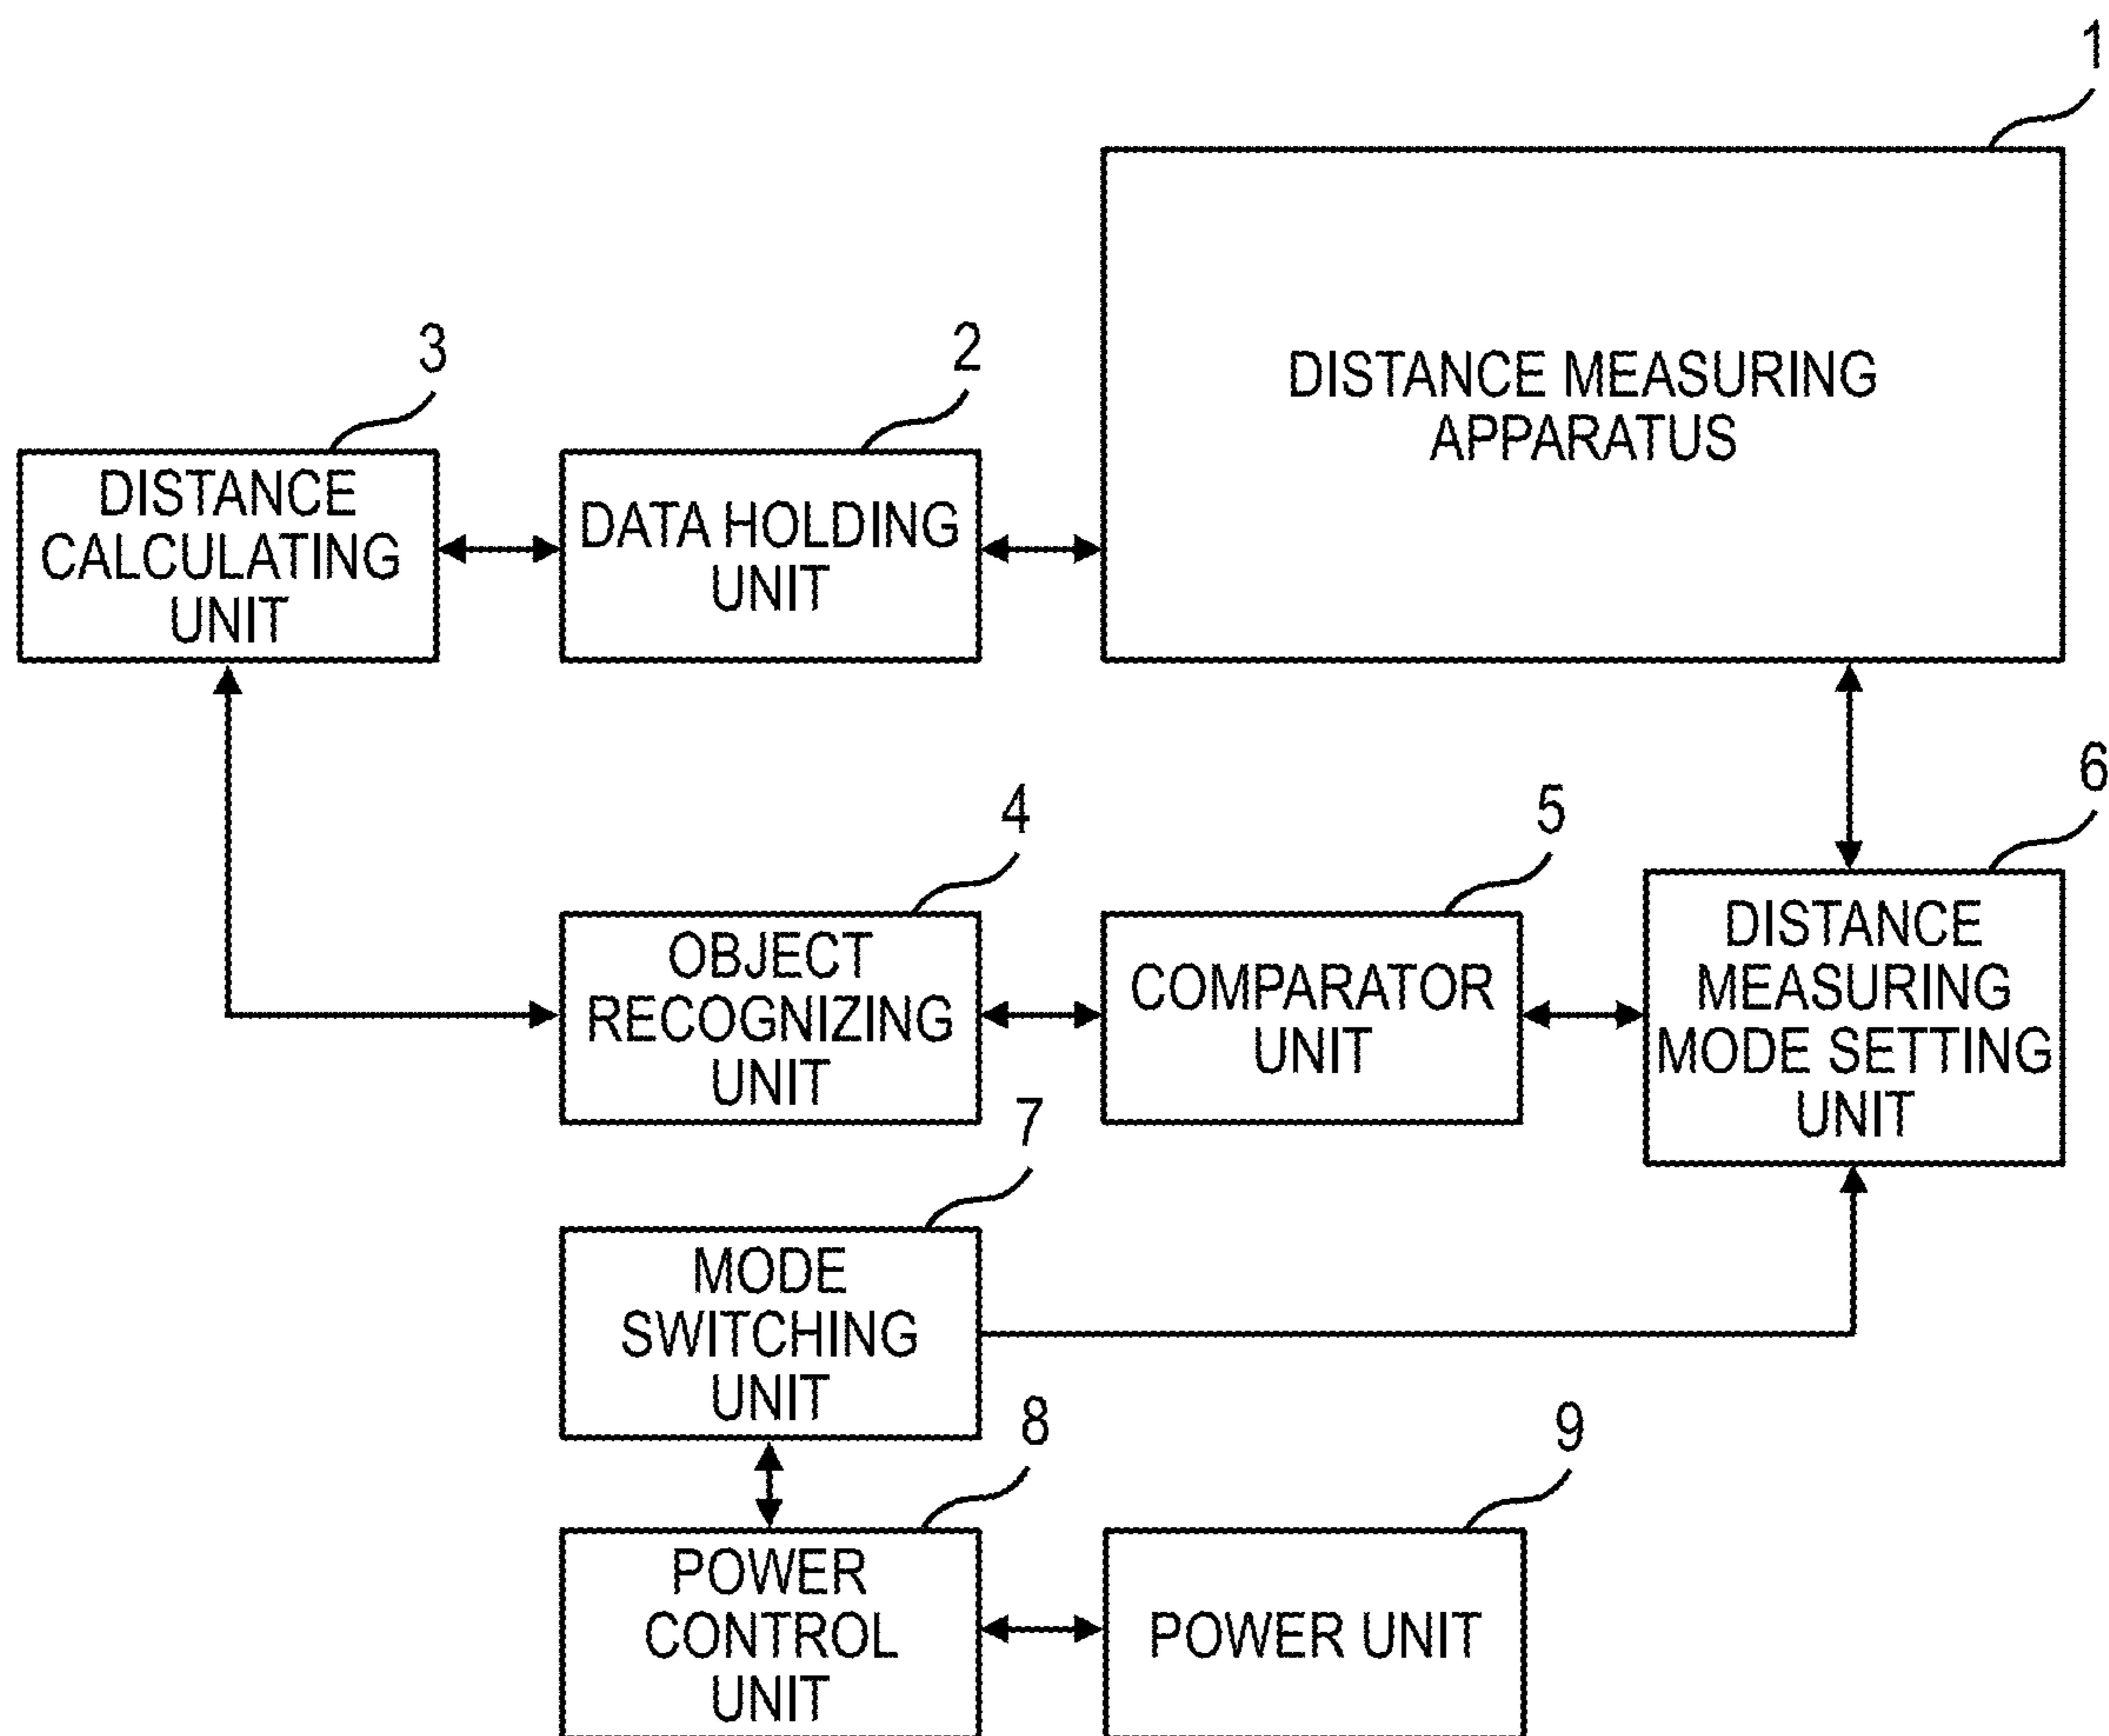 1
DISTANCE MEASURING
APPARATUS
3
2
DISTANCE
CALCULATING
UNIT
DATA HOLDING
UNIT
4
5
6
OBJECT
RECOGNIZING
UNIT
COMPARATOR
UNIT
DISTANCE
MEASURING
MODE SETTING
UNIT
7
MODE
SWITCHING
UNIT
8
9
POWER
CONTROL
UNIT
POWER UNIT